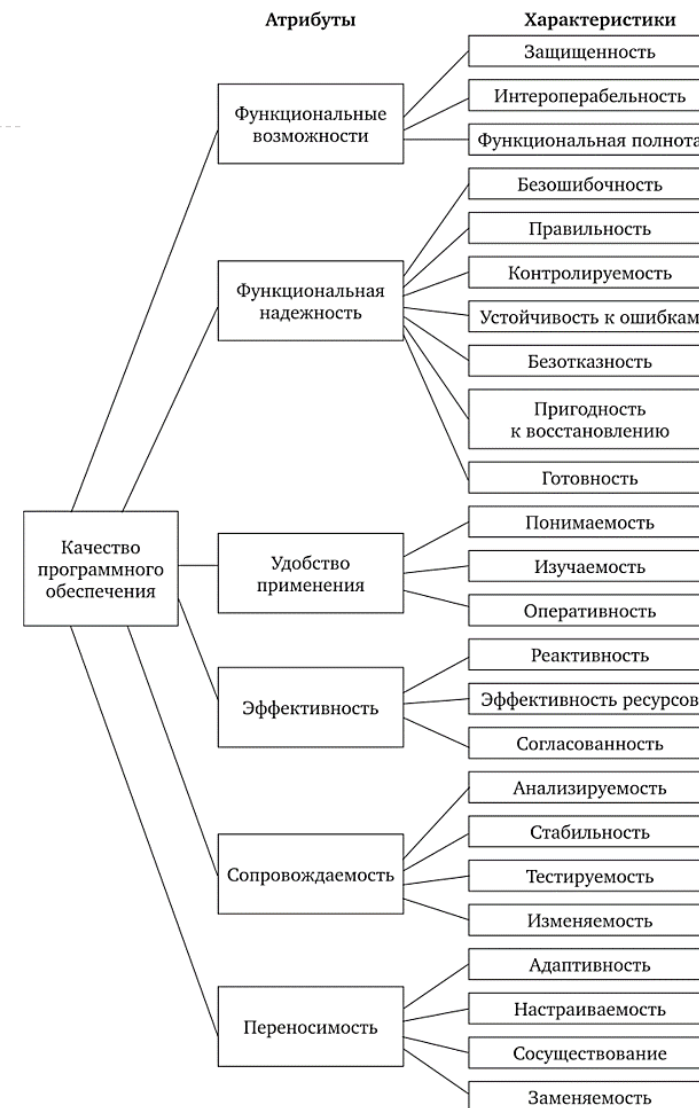 Атрибуты
Характеристики
Качество
программного
обеспечения
Функциональные
возможности
Защищенность
Интероперабельность
Функциональная полнота
Функциональная
надежность
Безошибочность
Правильность
Контролируемость
Устойчивость к ошибкам
Безотказность
Пригодность
к восстановлению
Готовность
Удобство
применения
Понимаемость
Изучаемость
Оперативность
Эффективность
Реактивность
Эффективность ресурсов
Согласованность
Сопровождаемость
Анализируемость
Стабильность
Тестируемость
Изменяемость
Переносимость
Адаптивность
Настраиваемость
Сосуществование
Заменяемость